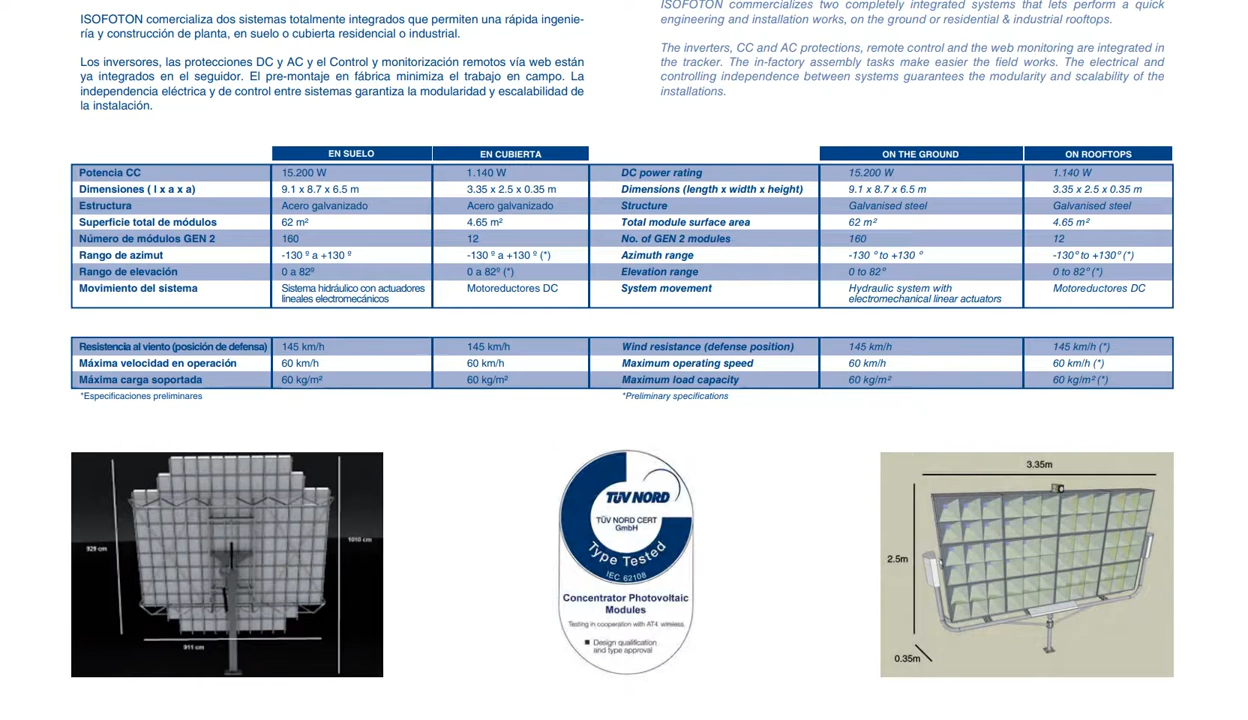 ISOFOTON comercializa dos sistemas totalmente integrados que permiten una rápida ingenie-
ría y construcción de planta, en suelo o cubierta residencial o industrial.
Los inversores, las protecciones DC y AC y el Control y monitorización remotos vía web están
ya integrados en el seguidor. El pre-montaje en fábrica minimiza el trabajo en campo. La
independencia eléctrica y de control entre sistemas garantiza la modularidad y escalabilidad de
la instalación.
ISOFOTON commercializes two completely integrated systems that lets perform a quick
engineering and installation works, on the ground or residential & industrial rooftops.
The inverters, CC and AC protections, remote control and the web monitoring are integrated in
the tracker. The in-factory assembly tasks make easier the field works. The electrical and
controlling independence between systems guarantees the modularity and scalability of the
installations.
EN SUELO EN CUBIERTA ON THE GROUND ON ROOFTOPS
Potencia CC 15.200 W 1.140 W DC power rating 15.200 W 1.140 W
Dimensiones ( l x a x a) 9.1 x 8.7 x 6.5 m 3.35 x 2.5 x 0.35 m Dimensions (length x width x height) 9.1 x 8.7 x 6.5 m 3.35 x 2.5 x 0.35 m
Estructura Acero galvanizado Acero galvanizado Structure Galvanised steel Galvanised steel
Superficie total de módulos 62 m² 4.65 m² Total module surface area 62 m² 4.65 m²
Número de módulos GEN 2 160 12 No. of GEN 2 modules 160 12
Rango de azimut -130 º a +130 º -130 º a +130 º (*) Azimuth range -130 º to +130 º -130º to +130º (*)
Rango de elevación 0 a 82º 0 a 82º (*) Elevation range 0 to 82º 0 to 82º (*)
Movimiento del sistema Sistema hidráulico con actuadores Motoreductores DC System movement Hydraulic system with Motoreductores DC
lineales electromecánicos electromechanical linear actuators
Resistencia al viento (posición de defensa) 145 km/h 145 km/h Wind resistance (defense position) 145 km/h 145 km/h (*)
Máxima velocidad en operación 60 km/h 60 km/h Maximum operating speed 60 km/h 60 km/h (*)
Máxima carga soportada 60 kg/m² 60 kg/m² Maximum load capacity 60 kg/m² 60 kg/m² (*)
*Especificaciones preliminares *Preliminary specifications
929 cm
1010 cm
911 cm
TÜV NORD
TÜV NORD CERT
GmbH
Type Tested
IEC 62108
Concentrator Photovoltaic
Modules
Testing in cooperation with AT4 wireless.
■ Design qualification
and type approval
3.35m
2.5m
0.35m